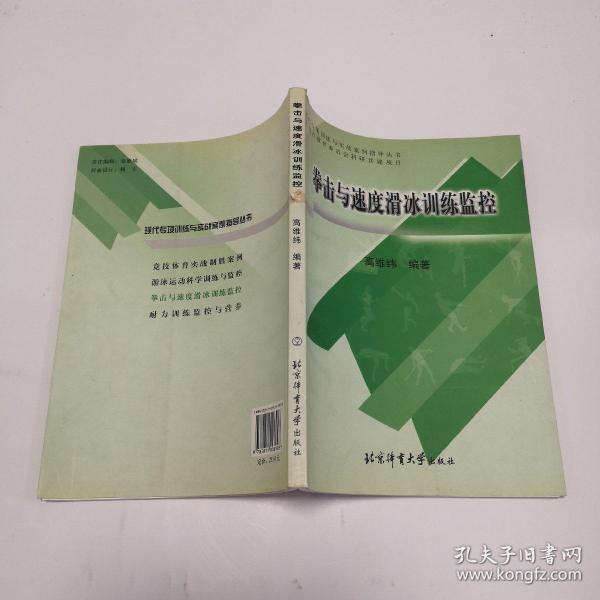 拳击与速度滑冰训练监控
高维纬 编著
北京体育大学出版社
拳击与速度滑冰训练监控
高维纬 编著
北京体育大学出版社
现代专项训练与实战案例指导丛书
竞技体育实战制胜案例
游泳运动科学训练与监控
拳击与速度滑冰训练监控
耐力训练监控与营养
孔夫子旧书网
www.kongfz.com